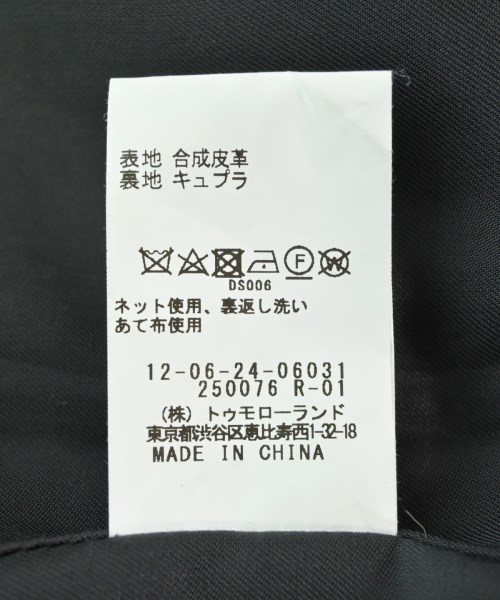 表地 合成皮革
裏地 キュプラ
F W
DS006
ネット使用、裏返し洗い
あて布使用
12-06-24-06031
250076 R-01
(株) トゥモローランド
東京都渋谷区恵比寿西1-32-18
MADE IN CHINA